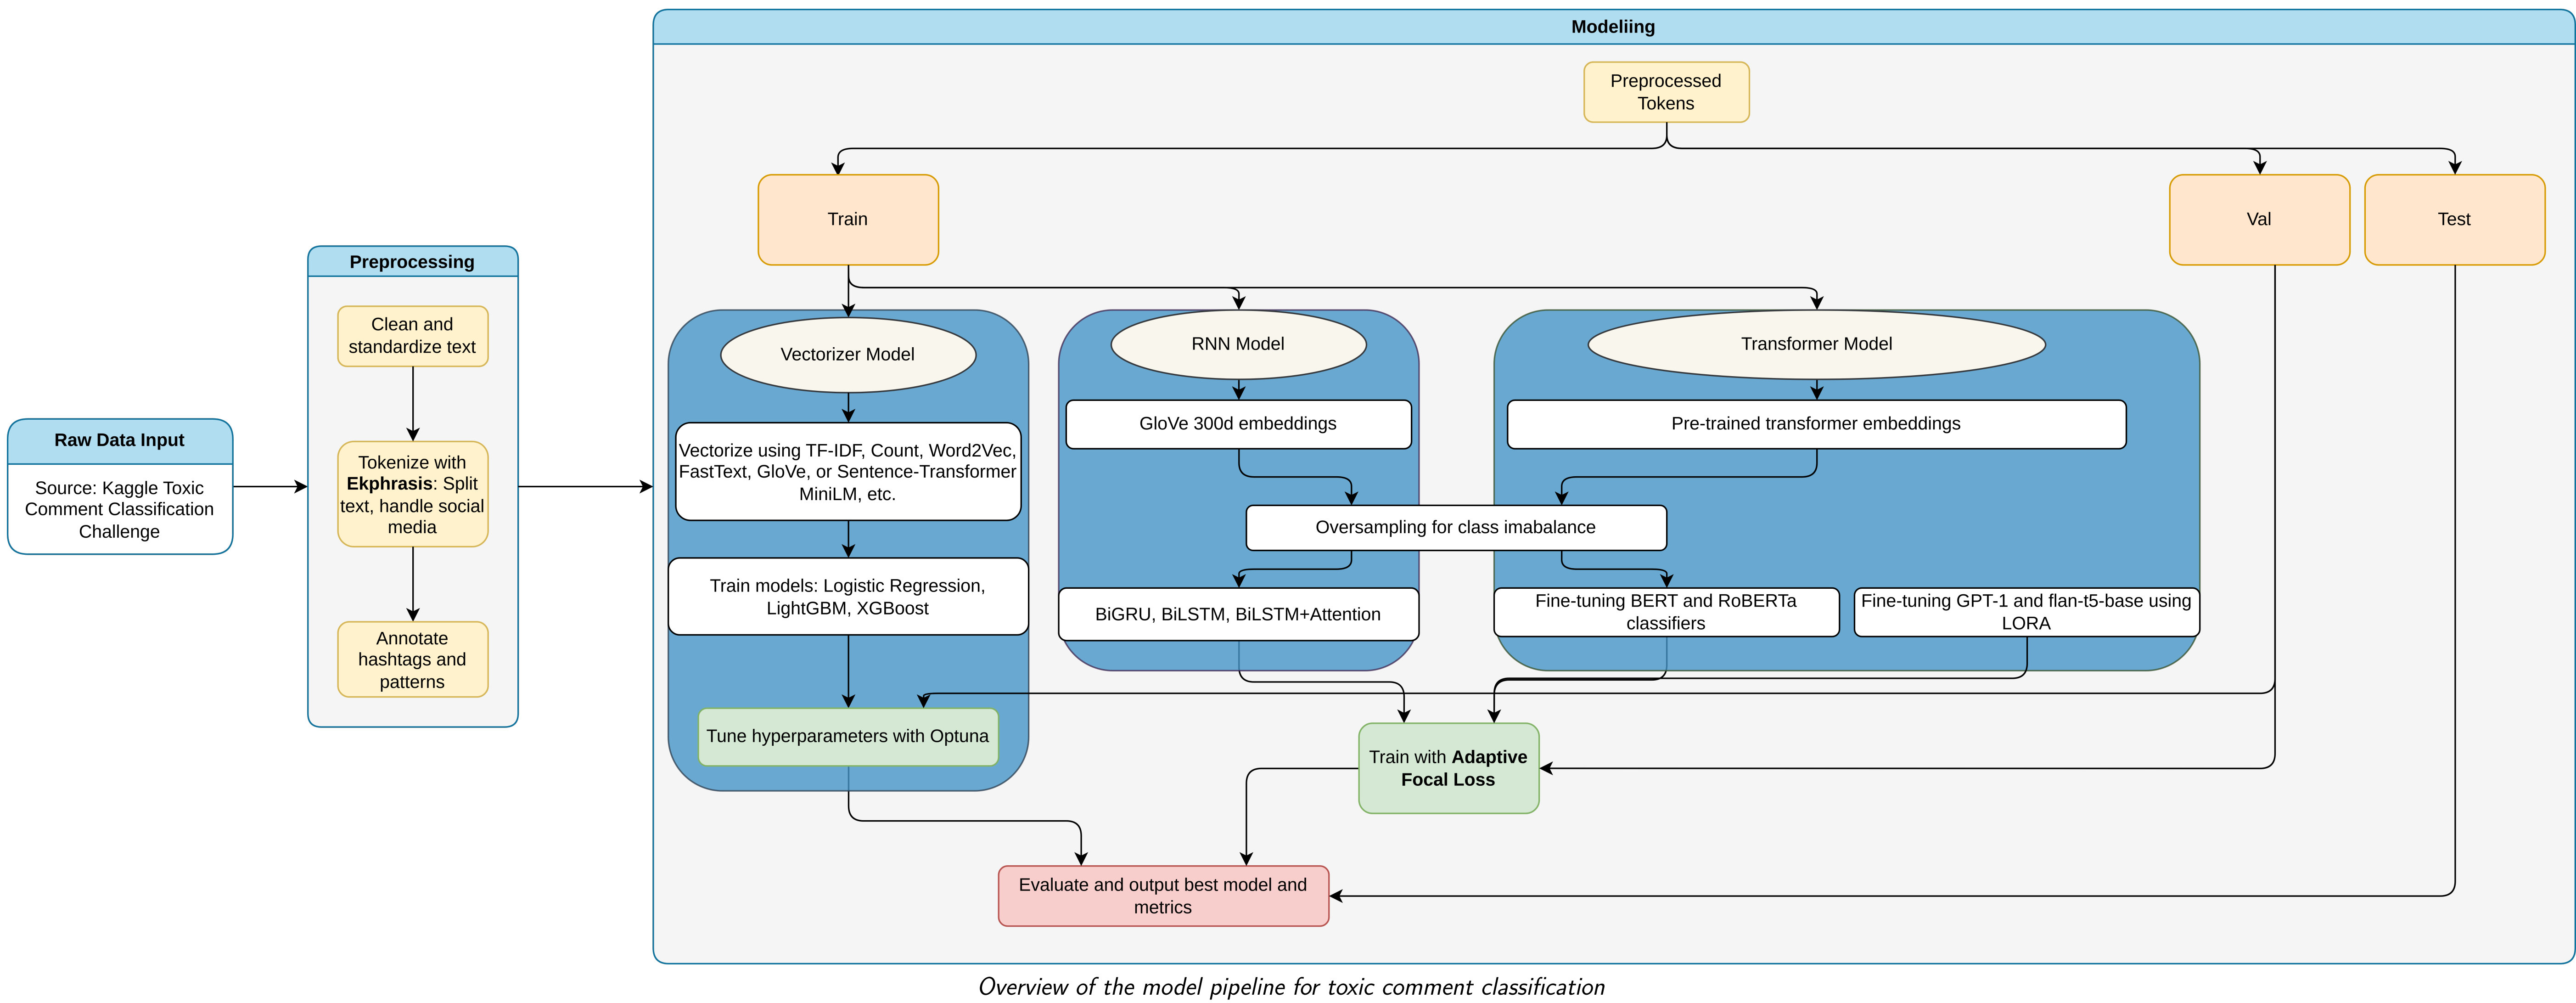 Modeliing
Preprocessed
Tokens
Train
Val
Test
Preprocessing
Clean and
standardize text
Tokenize with
Ekphrasis: Split
text, handle social
media
Annotate
hashtags and
patterns
Raw Data Input
Source: Kaggle Toxic
Comment Classification
Challenge
Vectorizer Model
Vectorize using TF-IDF, Count, Word2Vec,
FastText, GloVe, or Sentence-Transformer
MiniLM, etc.
Train models: Logistic Regression,
LightGBM, XGBoost
Tune hyperparameters with Optuna
RNN Model
GloVe 300d embeddings
Transformer Model
Pre-trained transformer embeddings
Oversampling for class imabalance
BiGRU, BiLSTM, BiLSTM+Attention
Fine-tuning BERT and RoBERTa
classifiers
Fine-tuning GPT-1 and flan-t5-base using
LORA
Train with Adaptive
Focal Loss
Evaluate and output best model and
metrics
Overview of the model pipeline for toxic comment classification